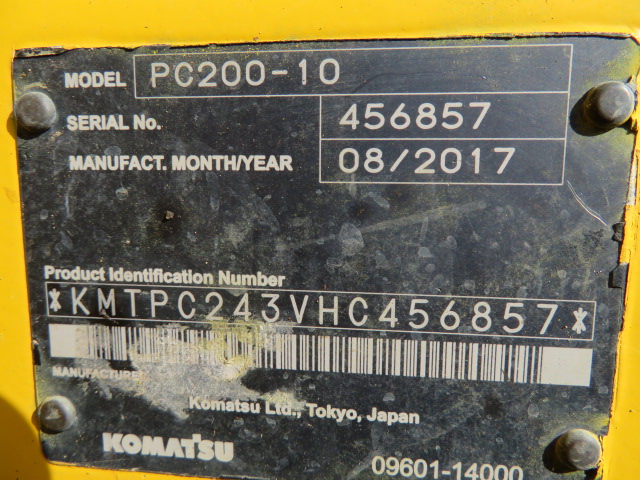 MODEL PC200-10
SERIAL No. 456857
MANUFACT. MONTH/YEAR 08/2017
Product Identification Number
*KMTPC243VHC456857*
MANUFACTURER
Komatsu Ltd., Tokyo, Japan
KOMATSU
09601-14000